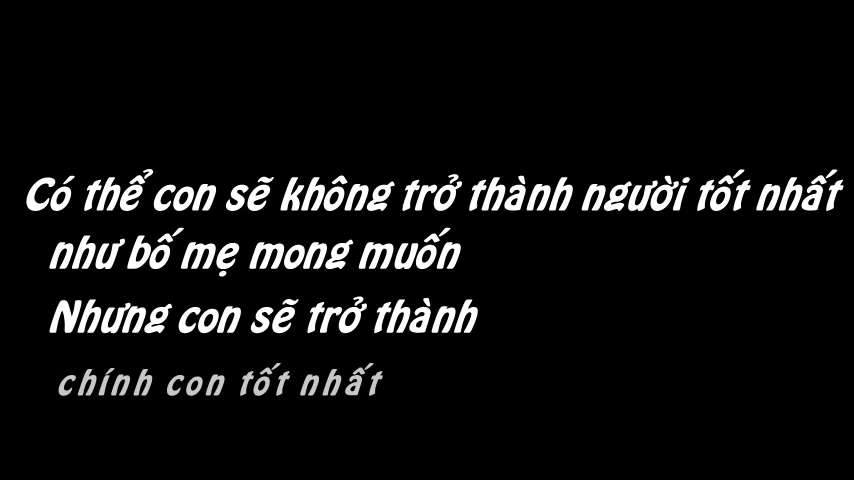 Có thể con sẽ không trở thành người tốt nhất
như bố mẹ mong muốn
Nhưng con sẽ trở thành
chính con tốt nhất